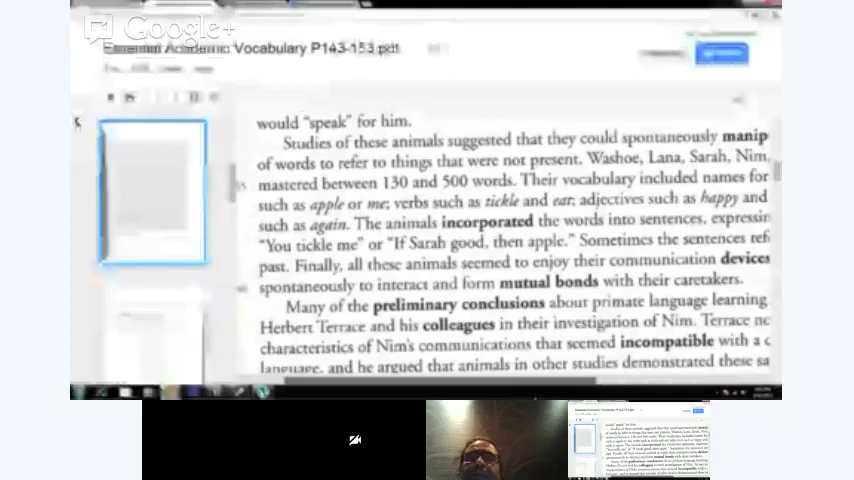 Google+
Essential Academic Vocabulary P143-153.pdf
would “speak” for him.
Studies of these animals suggested that they could spontaneously manip
of words to refer to things that were not present. Washoe, Lana, Sarah, Nim,
mastered between 130 and 500 words. Their vocabulary included names for
such as apple or me; verbs such as tickle and eat; adjectives such as happy and
such as again. The animals incorporated the words into sentences, expressin
“You tickle me” or “If Sarah good, then apple.” Sometimes the sentences ref
past. Finally, all these animals seemed to enjoy their communication devices
spontaneously to interact and form mutual bonds with their caretakers.
Many of the preliminary conclusions about primate language learning
Herbert Terrace and his colleagues in their investigation of Nim. Terrace nc
characteristics of Nim's communications that seemed incompatible with a c
language, and he argued that animals in other studies demonstrated these sa